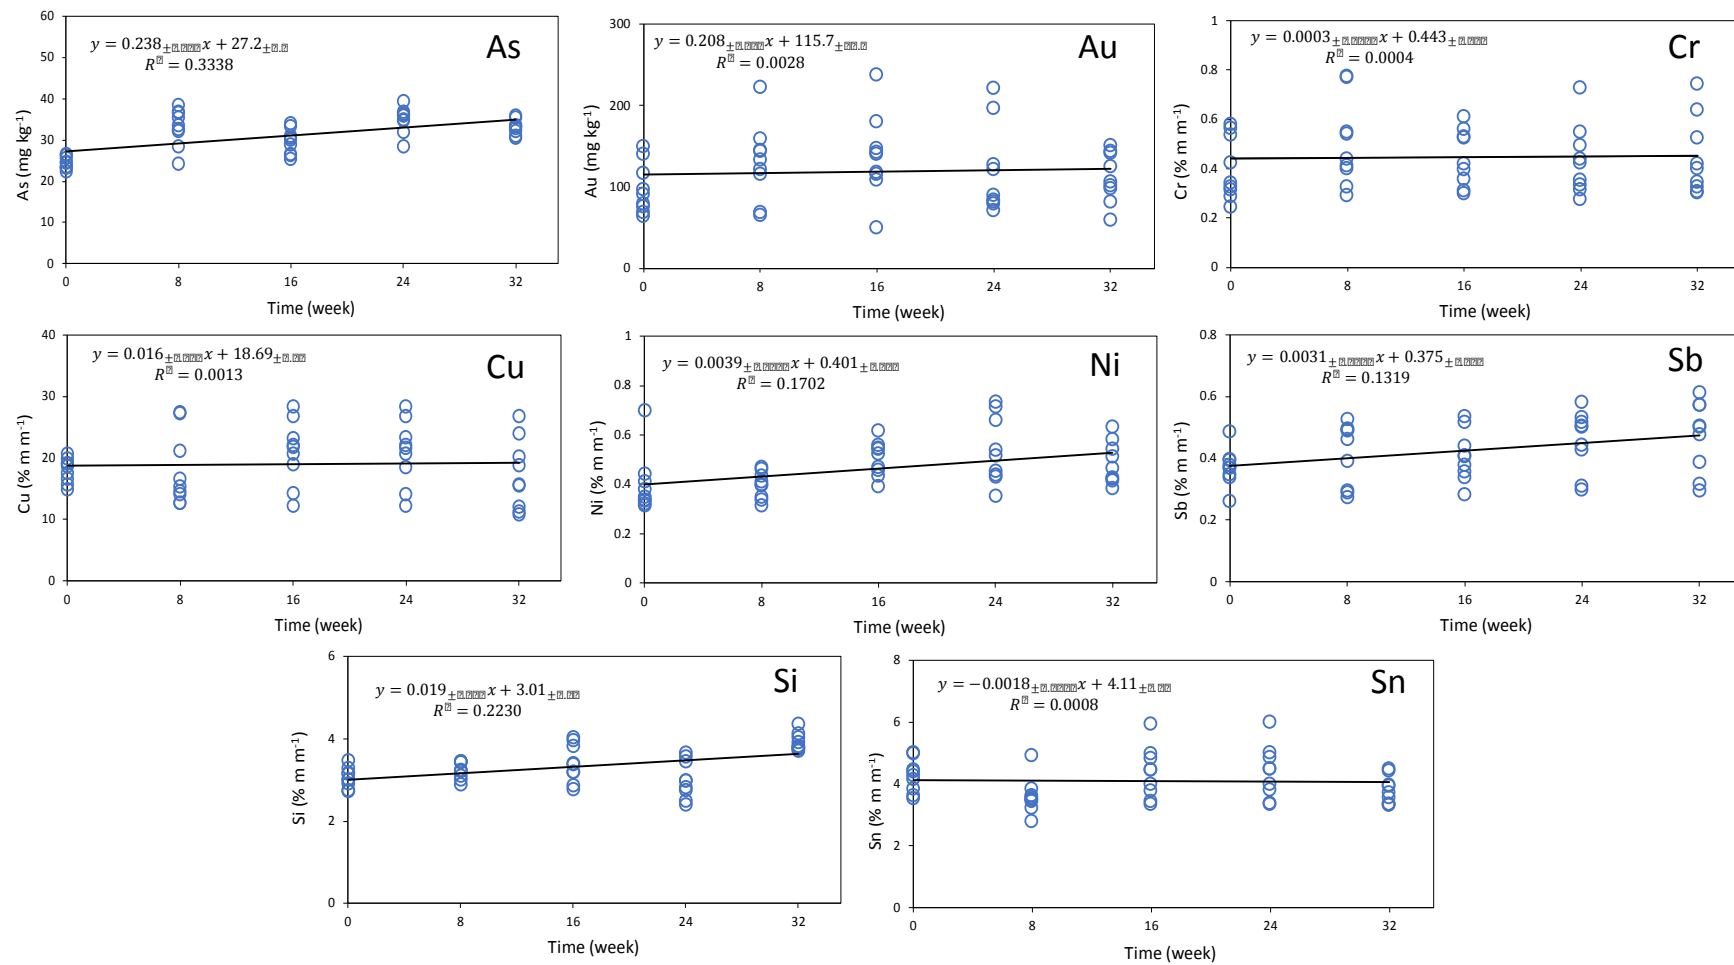 As
y = 0.238±⍰.⍰⍰⍰x + 27.2±⍰.⍰
R⍰ = 0.3338
As (mg kg-1)
60
50
40
30
20
10
0
0 8 16 24 32
Time (week)
Au
y = 0.208±⍰.⍰⍰⍰x + 115.7±⍰⍰.⍰
R⍰ = 0.0028
Au (mg kg-1)
300
200
100
0
0 8 16 24 32
Time (week)
Cr
y = 0.0003±⍰.⍰⍰⍰⍰x + 0.443±⍰.⍰⍰⍰
R⍰ = 0.0004
Cr (% m m-1)
1
0.8
0.6
0.4
0.2
0
0 8 16 24 32
Time (week)
Cu
y = 0.016±⍰.⍰⍰⍰x + 18.69±⍰.⍰⍰
R⍰ = 0.0013
Cu (% m m-1)
40
30
20
10
0
0 8 16 24 32
Time (week)
Ni
y = 0.0039±⍰.⍰⍰⍰⍰x + 0.401±⍰.⍰⍰⍰
R⍰ = 0.1702
Ni (% m m-1)
1
0.8
0.6
0.4
0.2
0
0 8 16 24 32
Time (week)
Sb
y = 0.0031±⍰.⍰⍰⍰⍰x + 0.375±⍰.⍰⍰⍰
R⍰ = 0.1319
Sb (% m m-1)
0.8
0.6
0.4
0.2
0
0 8 16 24 32
Time (week)
Si
y = 0.019±⍰.⍰⍰⍰x + 3.01±⍰.⍰⍰
R⍰ = 0.2230
Si (% m m-1)
6
4
2
0
0 8 16 24 32
Time (week)
Sn
y = −0.0018±⍰.⍰⍰⍰⍰x + 4.11±⍰.⍰⍰
R⍰ = 0.0008
Sn (% m m-1)
8
6
4
2
0
0 8 16 24 32
Time (week)